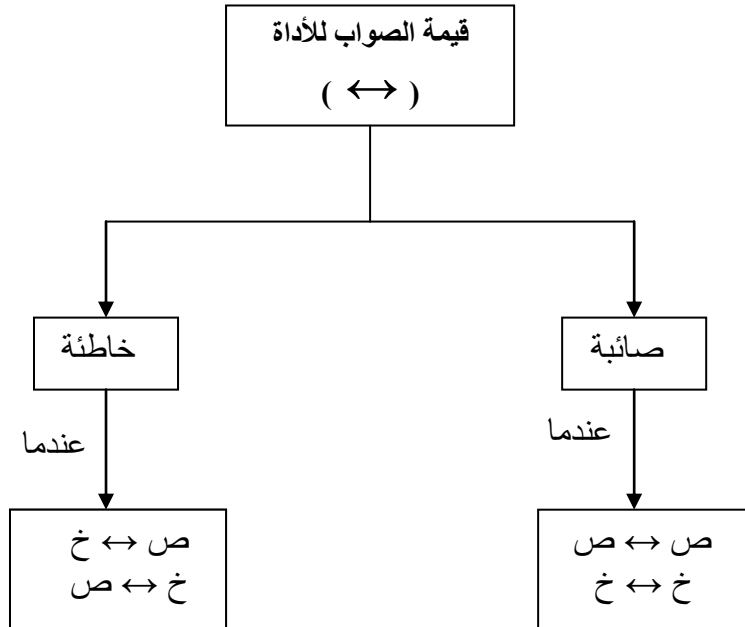 قيمة الصواب للأداة
( ↔ )
صائبة
خاطئة
عندما
عندما
ص ↔ ص
خ ↔ خ
ص ↔ خ
خ ↔ ص